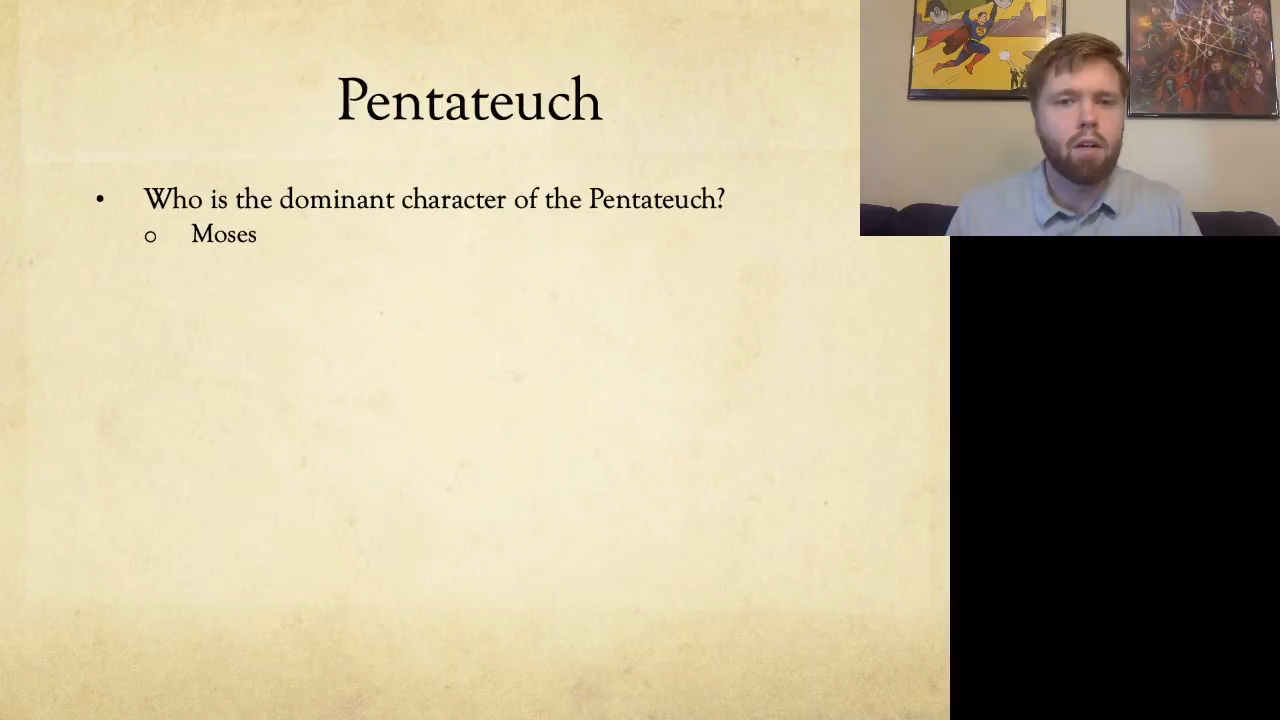 Pentateuch
• Who is the dominant character of the Pentateuch?
o Moses